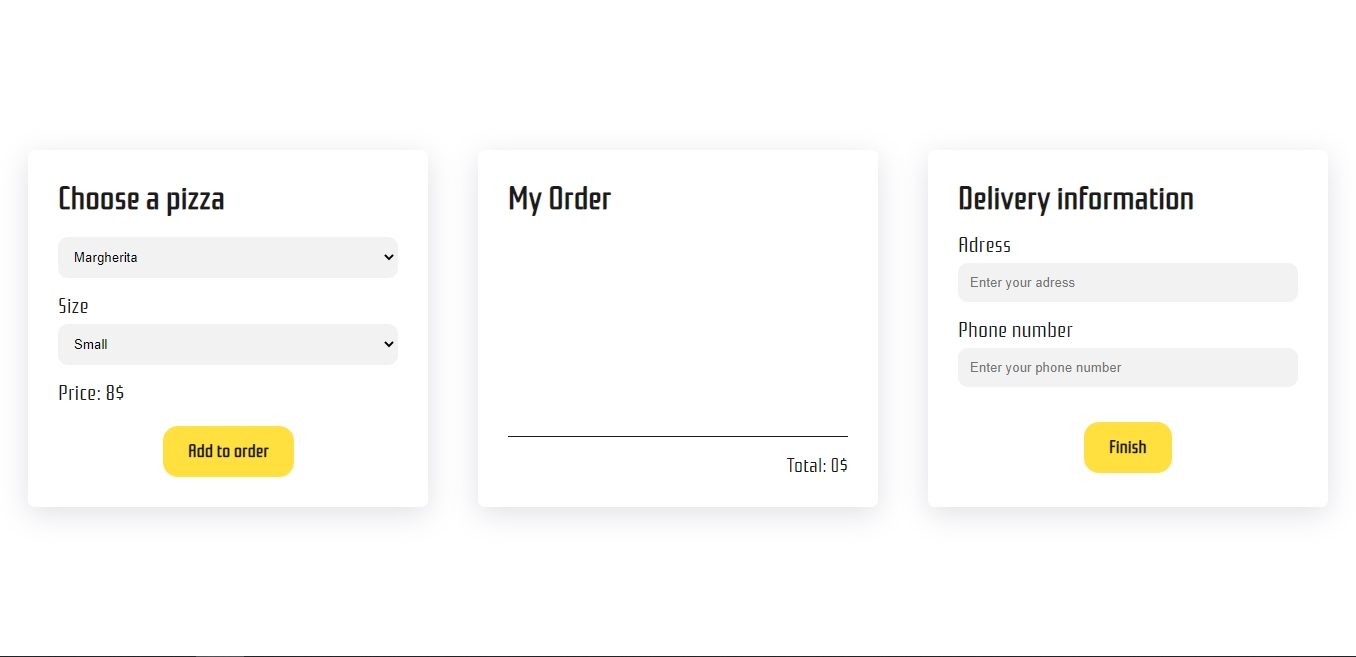 Choose a pizza
Margherita
Size
Small
Price: 8$
Add to order
My Order
Total: 0$
Delivery information
Adress
Enter your adress
Phone number
Enter your phone number
Finish